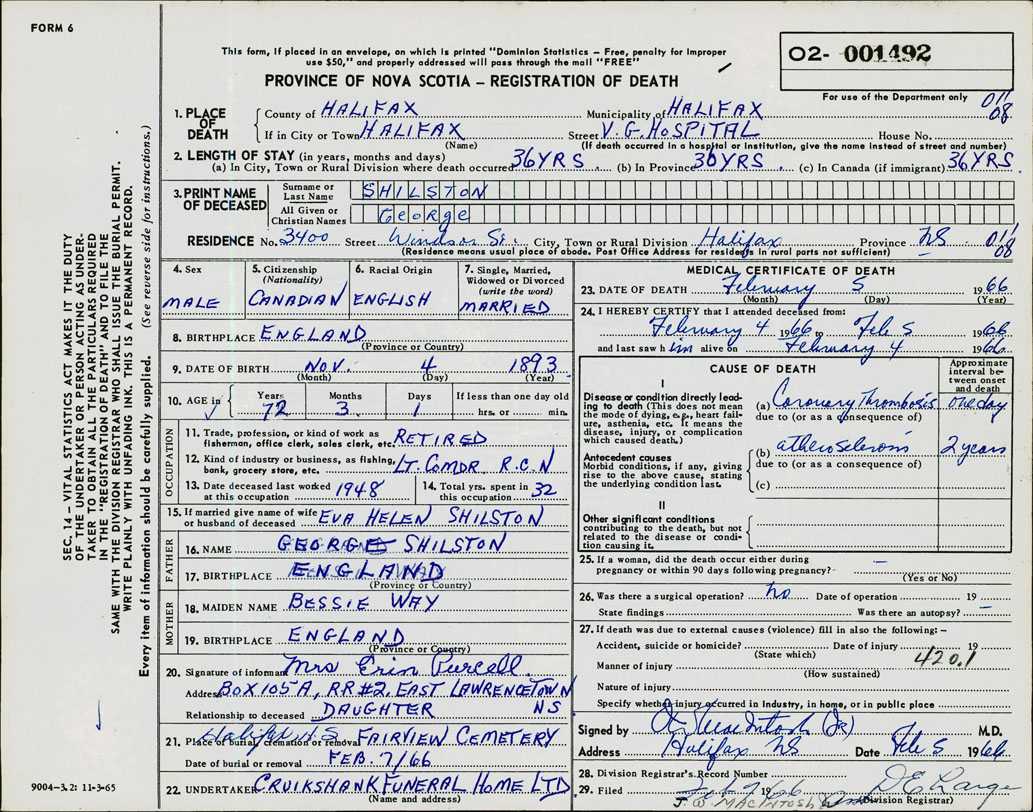 FORM 6
This form, if placed in an envelope, on which is printed "Dominion Statistics – Free, penalty for improper
use $50," and properly addressed will pass through the mail "FREE"
O2- 001492
PROVINCE OF NOVA SCOTIA – REGISTRATION OF DEATH
For use of the Department only
011
08
1. PLACE OF DEATH
County of HALIFAX Municipality of HALIFAX
If in City or Town HALIFAX Street V. G. HOSPITAL House No.
(Name) (If death occurred in a hospital or institution, give the name instead of street and number)
2. LENGTH OF STAY (in years, months and days)
(a) In City, Town or Rural Division where death occurred 36 YRS (b) In Province 36 YRS. (c) In Canada (if immigrant) 36 YRS
3. PRINT NAME OF DECEASED
Surname or Last Name SHILSTON
All Given or Christian Names George
RESIDENCE No. 3400 Street Windsor St. City, Town or Rural Division Halifax Province NS 011
08
(Residence means usual place of abode. Post Office Address for residents in rural parts not sufficient)
4. Sex
MALE
5. Citizenship
(Nationality)
CANADIAN
6. Racial Origin
ENGLISH
7. Single, Married,
Widowed or Divorced
(write the word)
MARRIED
8. BIRTHPLACE ENGLAND
(Province or Country)
9. DATE OF BIRTH NOV. 4 1893
(Month) (Day) (Year)
10. AGE in Years Months Days If less than one day old
72 3 1 hrs. or min.
OCCUPATION
11. Trade, profession, or kind of work as
fisherman, office clerk, sales clerk, etc. RETIRED
12. Kind of industry or business, as fishing,
bank, grocery store, etc. LT. COMDR R.C.N
13. Date deceased last worked
at this occupation 1948
14. Total yrs. spent in
this occupation 32
15. If married give name of wife
or husband of deceased EVA HELEN SHILSTON
FATHER
16. NAME GEORGE SHILSTON
17. BIRTHPLACE ENGLAND
(Province or Country)
MOTHER
18. MAIDEN NAME BESSIE WAY
19. BIRTHPLACE ENGLAND
(Province or Country)
20. Signature of informant Mrs Erin Purcell
Address BOX 105A, RR#2, EAST LAWRENCETOWN
NS
Relationship to deceased DAUGHTER
21. Place of burial, cremation or removal Halifax N.S FAIRVIEW CEMETERY
Date of burial or removal FEB. 7/66
22. UNDERTAKER CRUIKSHANK FUNERAL HOME LTD
(Name and address)
MEDICAL CERTIFICATE OF DEATH
23. DATE OF DEATH February 5 1966
(Month) (Day) (Year)
24. I HEREBY CERTIFY that I attended deceased from:
February 4 1966 to Feb 5 1966
and last saw him alive on February 4 1966
CAUSE OF DEATH
Approximate
interval be-
tween onset
and death
I
Disease or condition directly lead-
ing to death (This does not
mean the mode of dying, e.g., heart fail-
ure, asthenia, etc. It means the
disease, injury, or complication
which caused death.)
(a) Coronary Thrombosis one day
due to (or as a consequence of)
Antecedent causes
Morbid conditions, if any, giving
rise to the above cause, stating
the underlying condition last.
(b) atherosclerosis 2 years
due to (or as a consequence of)
(c)
II
Other significant conditions
contributing to the death, but not
related to the disease or condi-
tion causing it.
25. If a woman, did the death occur either during
pregnancy or within 90 days following pregnancy? —
(Yes or No)
26. Was there a surgical operation? no Date of operation 19
State findings Was there an autopsy? —
27. If death was due to external causes (violence) fill in also the following: –
Accident, suicide or homicide? Date of injury 19
(State which)
420.1
Manner of injury
(How sustained)
Nature of injury
Specify whether injury occurred in industry, in home, or in public place
Signed by MacIntosh (Jr) M.D.
Address Halifax NS Date Feb 5 1966
28. Division Registrar's Record Number
29. Filed Feb 9 1966 D E Large
(Division Registrar)
J B MACINTOSH
SEC. 14 – VITAL STATISTICS ACT MAKES IT THE DUTY
OF THE UNDERTAKER OR PERSON ACTING AS UNDER-
TAKER TO OBTAIN ALL THE PARTICULARS REQUIRED
IN THE "REGISTRATION OF DEATH" AND TO FILE THE
SAME WITH THE DIVISION REGISTRAR WHO SHALL ISSUE THE BURIAL PERMIT.
WRITE PLAINLY WITH UNFADING INK. THIS IS A PERMANENT RECORD.
Every item of information should be carefully supplied. (See reverse side for instructions.)
9004–3.2: 11-3-65